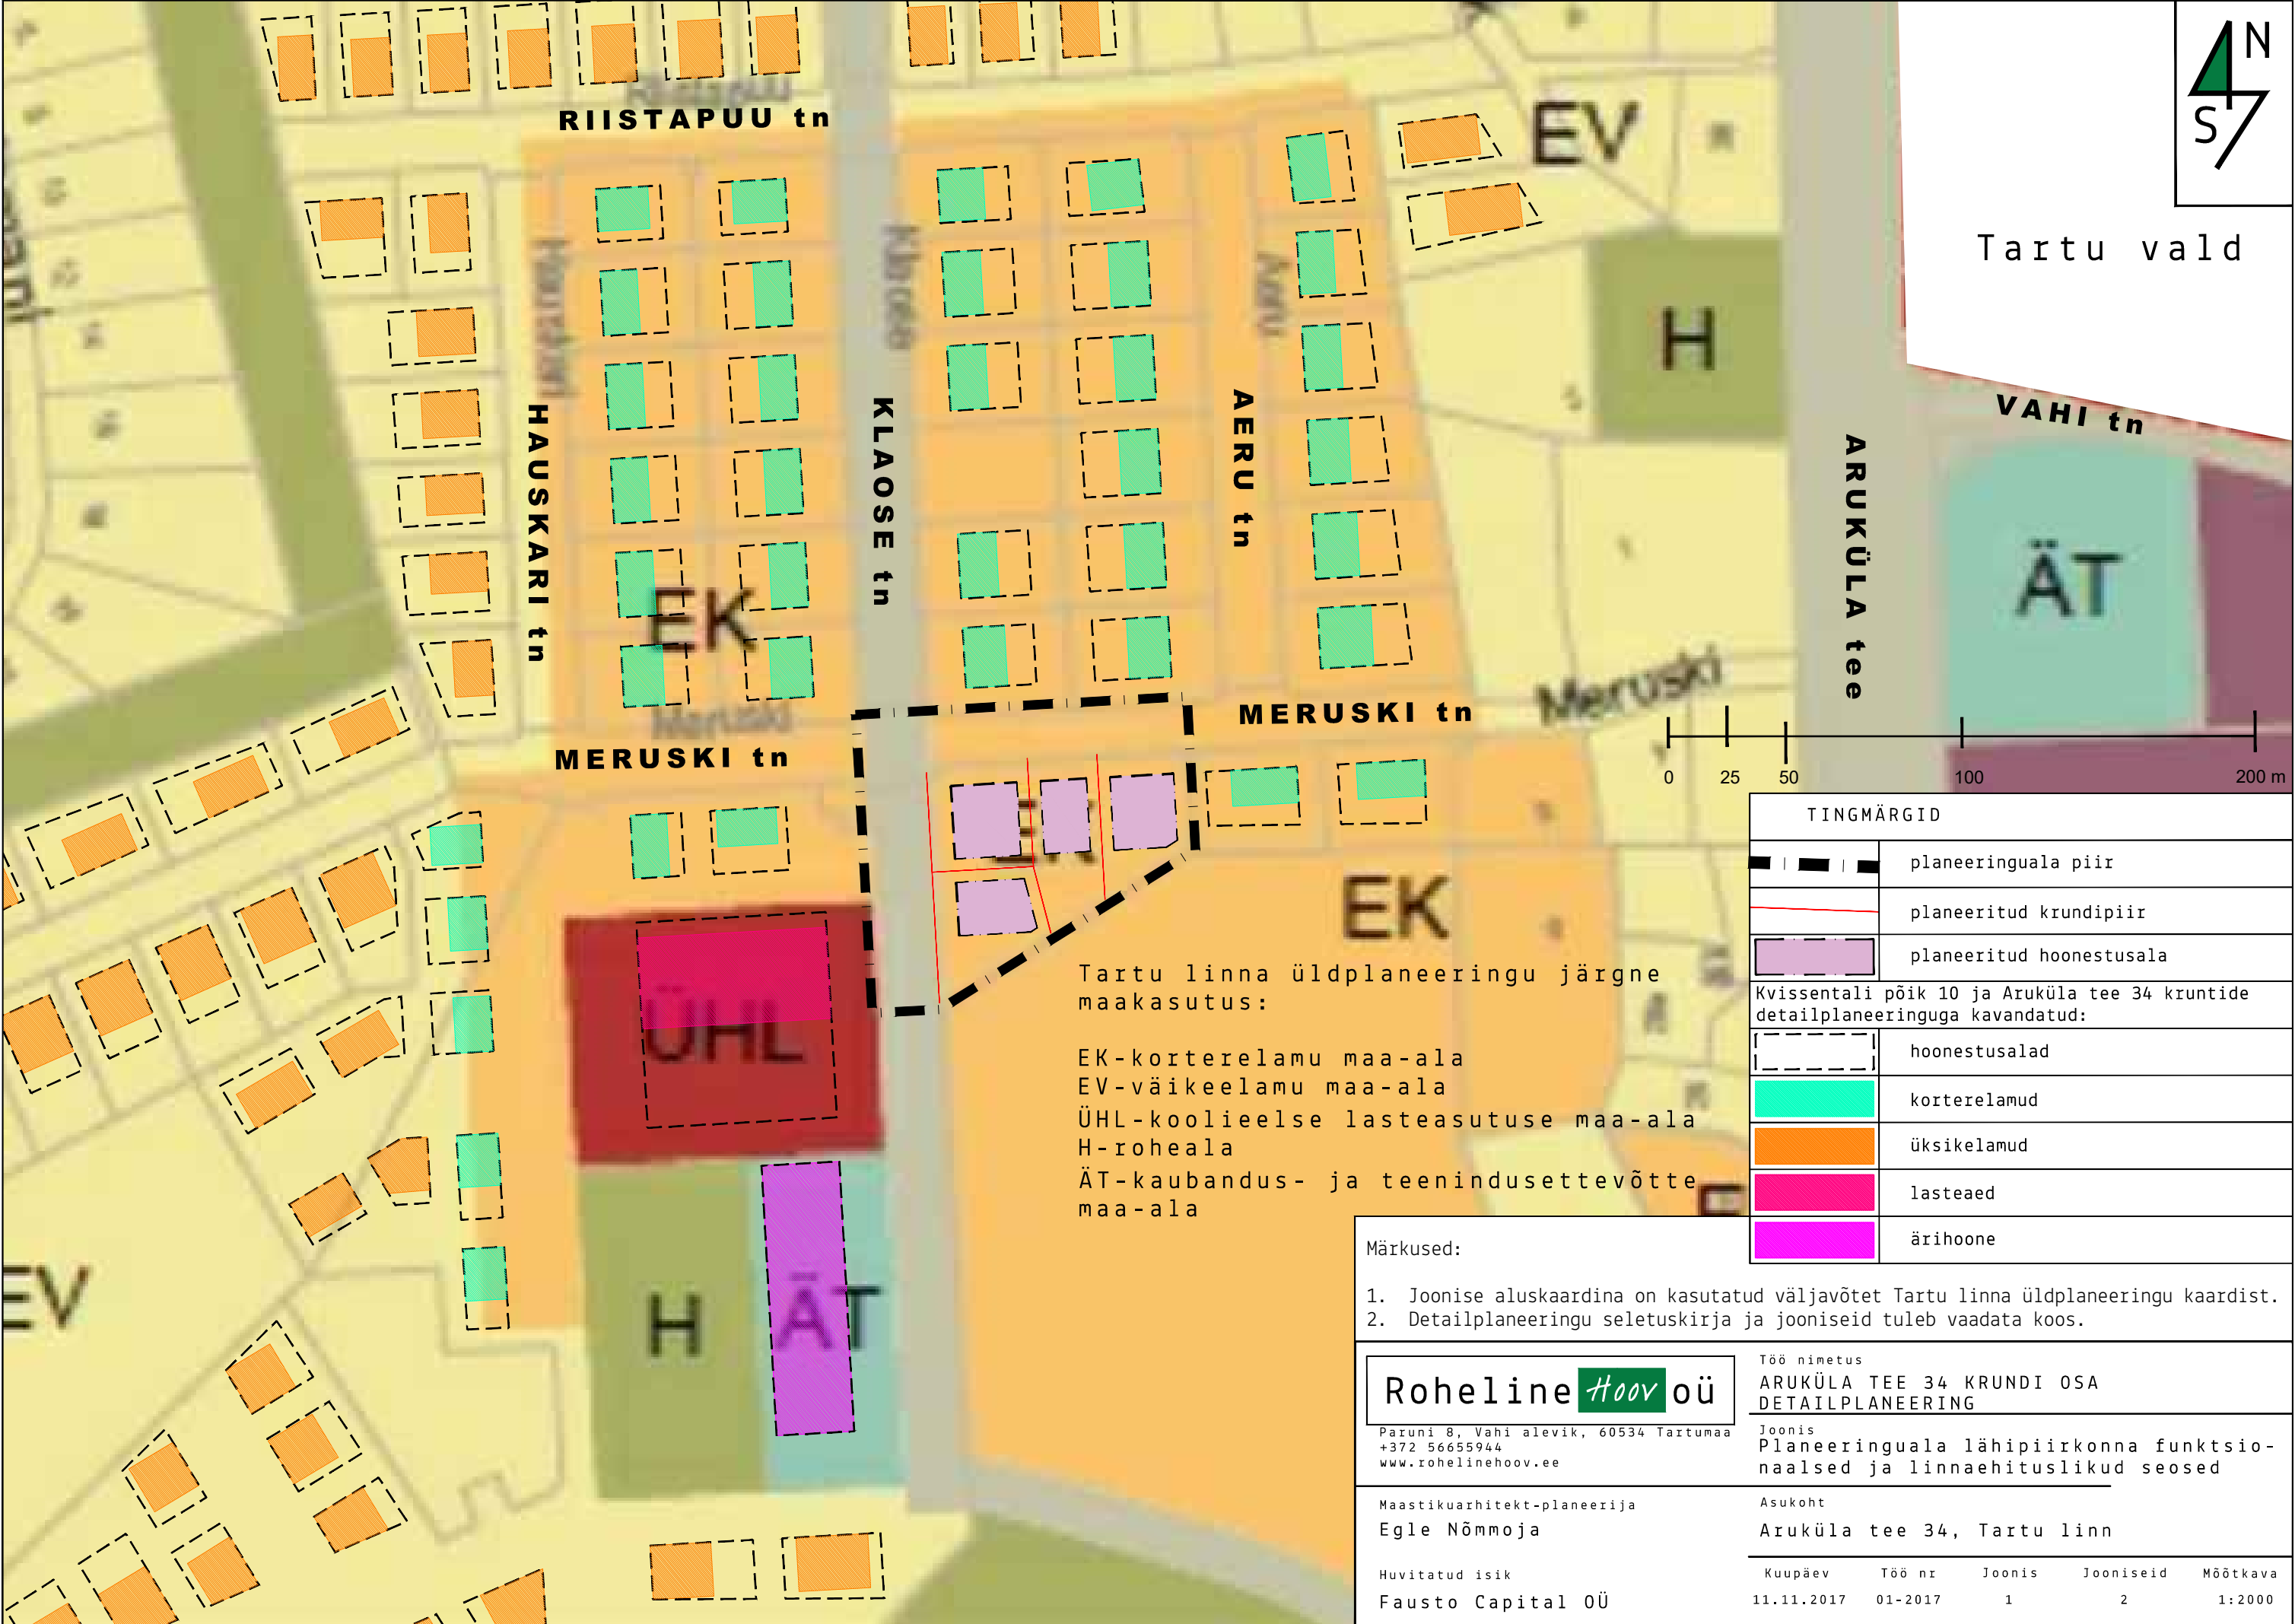 N
S
Tartu vald
Riistapuu
RIISTAPUU tn
EV
H
Hauskari
Klaose
Aeru
HAUSKARI tn
KLAOSE tn
AERU tn
ARUKÜLA tee
VAHI tn
ÄT
EK
Meruski
Meruski
MERUSKI tn
MERUSKI tn
0 25 50 100 200 m
EK
EK
ÜHL
H
ÄT
EV
Tartu linna üldplaneeringu järgne
maakasutus:
EK-korterelamu maa-ala
EV-väikeelamu maa-ala
ÜHL-koolieelse lasteasutuse maa-ala
H-roheala
ÄT-kaubandus- ja teenindusettevõtte
maa-ala
TINGMÄRGID
planeeringuala piir
planeeritud krundipiir
planeeritud hoonestusala
Kvissentali põik 10 ja Aruküla tee 34 kruntide
detailplaneeringuga kavandatud:
hoonestusalad
korterelamud
üksikelamud
lasteaed
ärihoone
Märkused:
1. Joonise aluskaardina on kasutatud väljavõtet Tartu linna üldplaneeringu kaardist.
2. Detailplaneeringu seletuskirja ja jooniseid tuleb vaadata koos.
Roheline Hoov oü
Paruni 8, Vahi alevik, 60534 Tartumaa
+372 56655944
www.rohelinehoov.ee
Töö nimetus
ARUKÜLA TEE 34 KRUNDI OSA
DETAILPLANEERING
Joonis
Planeeringuala lähipiirkonna funktsio-
naalsed ja linnaehituslikud seosed
Maastikuarhitekt-planeerija
Egle Nõmmoja
Asukoht
Aruküla tee 34, Tartu linn
Huvitatud isik
Fausto Capital OÜ
Kuupäev Töö nr Joonis Jooniseid Mõõtkava
11.11.2017 01-2017 1 2 1:2000